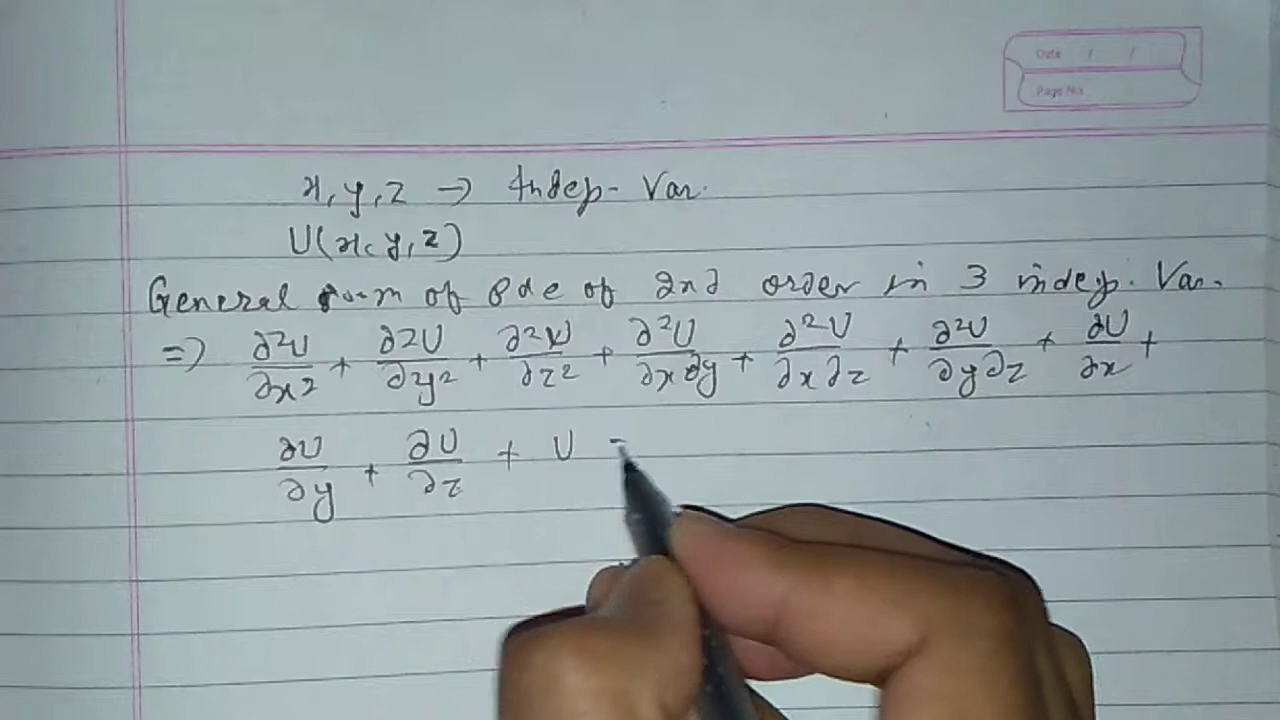 Date / /
Page No.
x, y, z → Indep. Var.
U(x, y, z)
General form of Pde of 2nd order in 3 indep. Var.
=> ∂²U/∂x² + ∂²U/∂y² + ∂²U/∂z² + ∂²U/∂x∂y + ∂²U/∂x∂z + ∂²U/∂y∂z + ∂U/∂x +
∂U/∂y + ∂U/∂z + U =